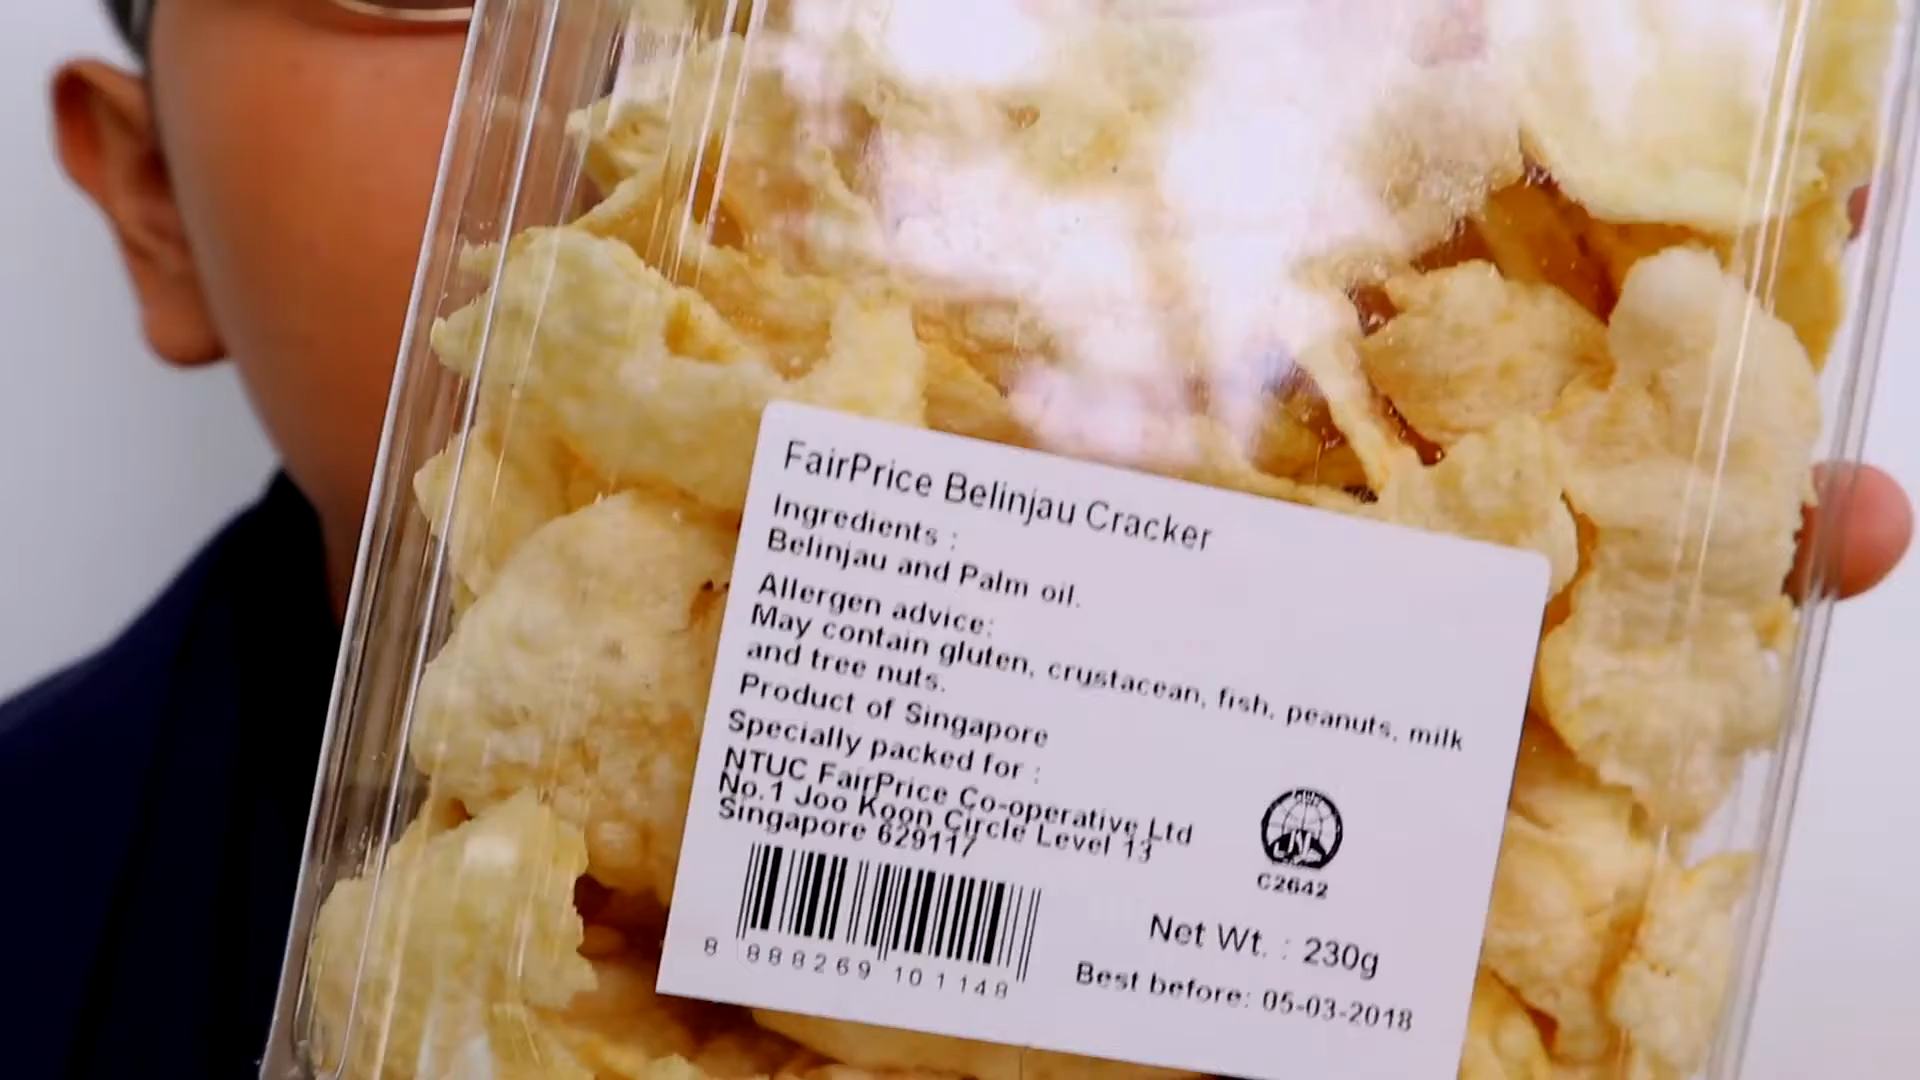 FairPrice Belinjau Cracker
Ingredients :
Belinjau and Palm oil.
Allergen advice:
May contain gluten, crustacean, fish, peanuts, milk
and tree nuts.
Product of Singapore
Specially packed for :
NTUC FairPrice Co-operative Ltd
No.1 Joo Koon Circle Level 13
Singapore 629117
C2642
8 888269 101148
Net Wt. : 230g
Best before: 05-03-2018